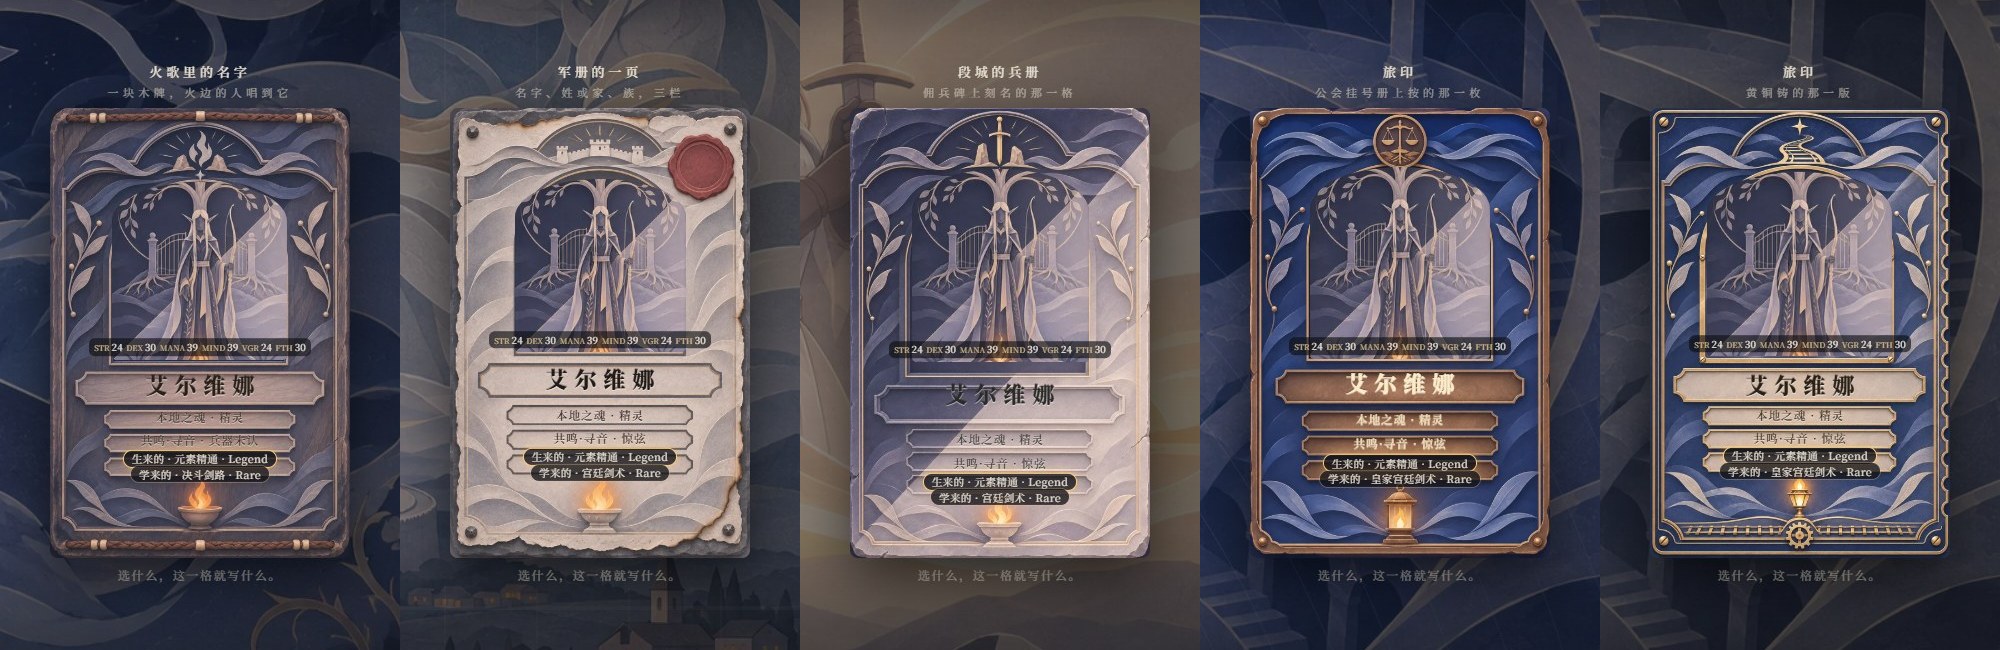 火歌里的名字
一块木牌，火边的人唱到它
STR 24 DEX 30 MANA 39 MIND 39 VGR 24 FTH 30
艾尔维娜
本地之魂 · 精灵
共鸣·寻音 · 兵器未认
生来的 · 元素精通 · Legend
学来的 · 决斗剑路 · Rare
选什么，这一格就写什么。
军册的一页
名字、姓或家、族，三栏
STR 24 DEX 30 MANA 39 MIND 39 VGR 24 FTH 30
艾尔维娜
本地之魂 · 精灵
共鸣·寻音 · 惊弦
生来的 · 元素精通 · Legend
学来的 · 宫廷剑术 · Rare
选什么，这一格就写什么。
段城的兵册
佣兵碑上刻名的那一格
STR 24 DEX 30 MANA 39 MIND 39 VGR 24 FTH 30
艾尔维娜
本地之魂 · 精灵
共鸣·寻音 · 惊弦
生来的 · 元素精通 · Legend
学来的 · 宫廷剑术 · Rare
选什么，这一格就写什么。
旅印
公会挂号册上按的那一枚
STR 24 DEX 30 MANA 39 MIND 39 VGR 24 FTH 30
艾尔维娜
本地之魂 · 精灵
共鸣·寻音 · 惊弦
生来的 · 元素精通 · Legend
学来的 · 皇家宫廷剑术 · Rare
选什么，这一格就写什么。
旅印
黄铜铸的那一版
STR 24 DEX 30 MANA 39 MIND 39 VGR 24 FTH 30
艾尔维娜
本地之魂 · 精灵
共鸣·寻音 · 惊弦
生来的 · 元素精通 · Legend
学来的 · 皇家宫廷剑术 · Rare
选什么，这一格就写什么。